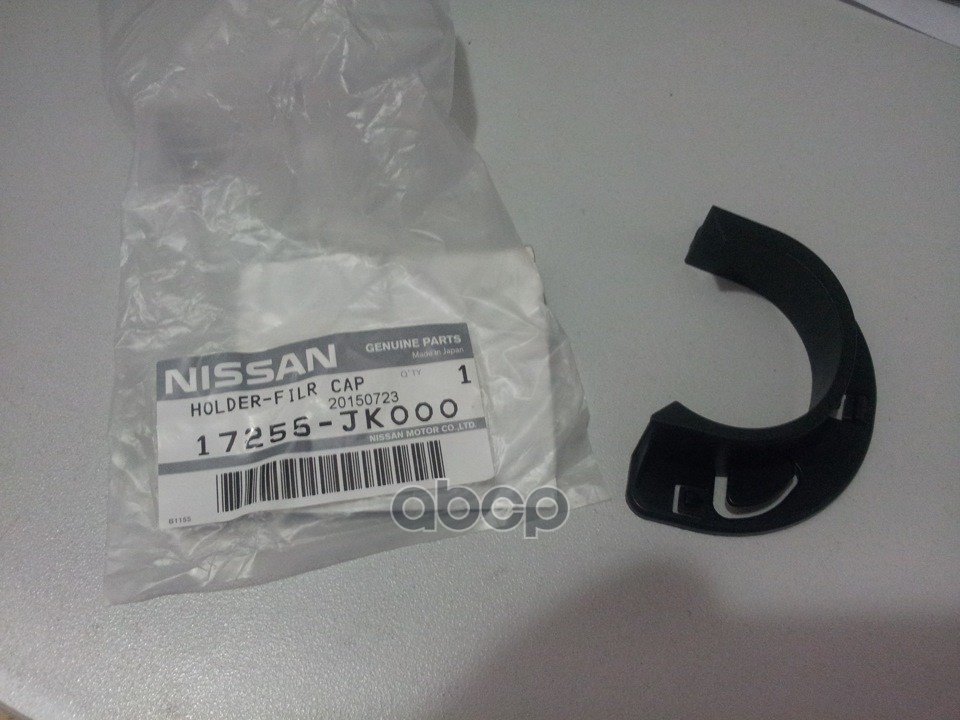 NISSAN
GENUINE PARTS
Made in Japan
HOLDER-FILR CAP
Q'TY
1
20150723
17255-JK000
NISSAN MOTOR CO.,LTD.
B1165
abcp